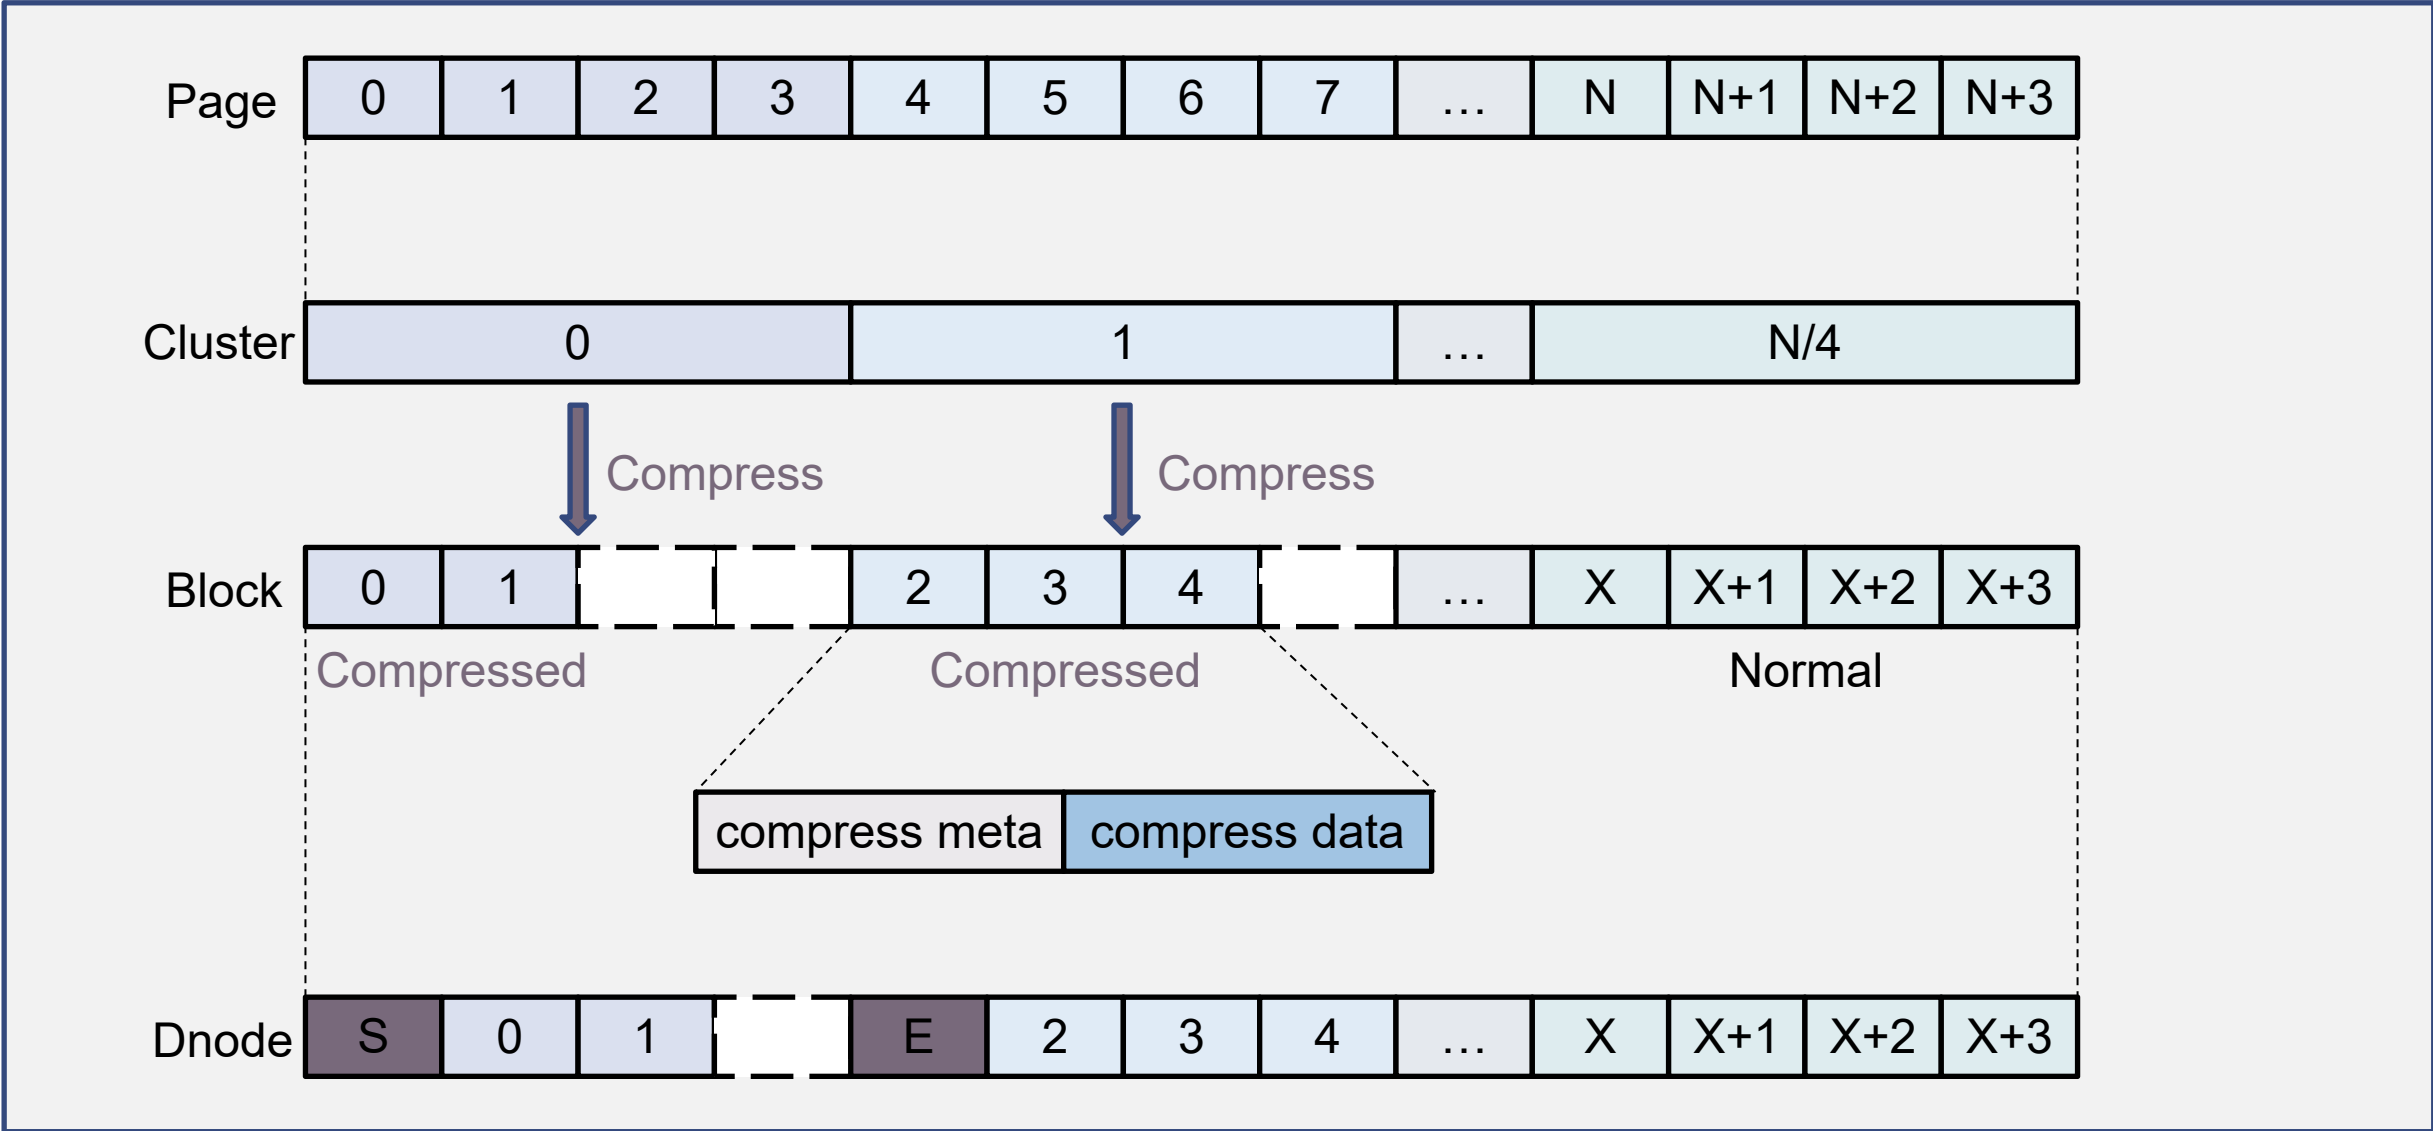 Page 0 1 2 3 4 5 6 7 ... N N+1 N+2 N+3
Cluster 0 1 ... N/4
Compress Compress
Block 0 1 2 3 4 ... X X+1 X+2 X+3
Compressed Compressed Normal
compress meta compress data
Dnode S 0 1 E 2 3 4 ... X X+1 X+2 X+3